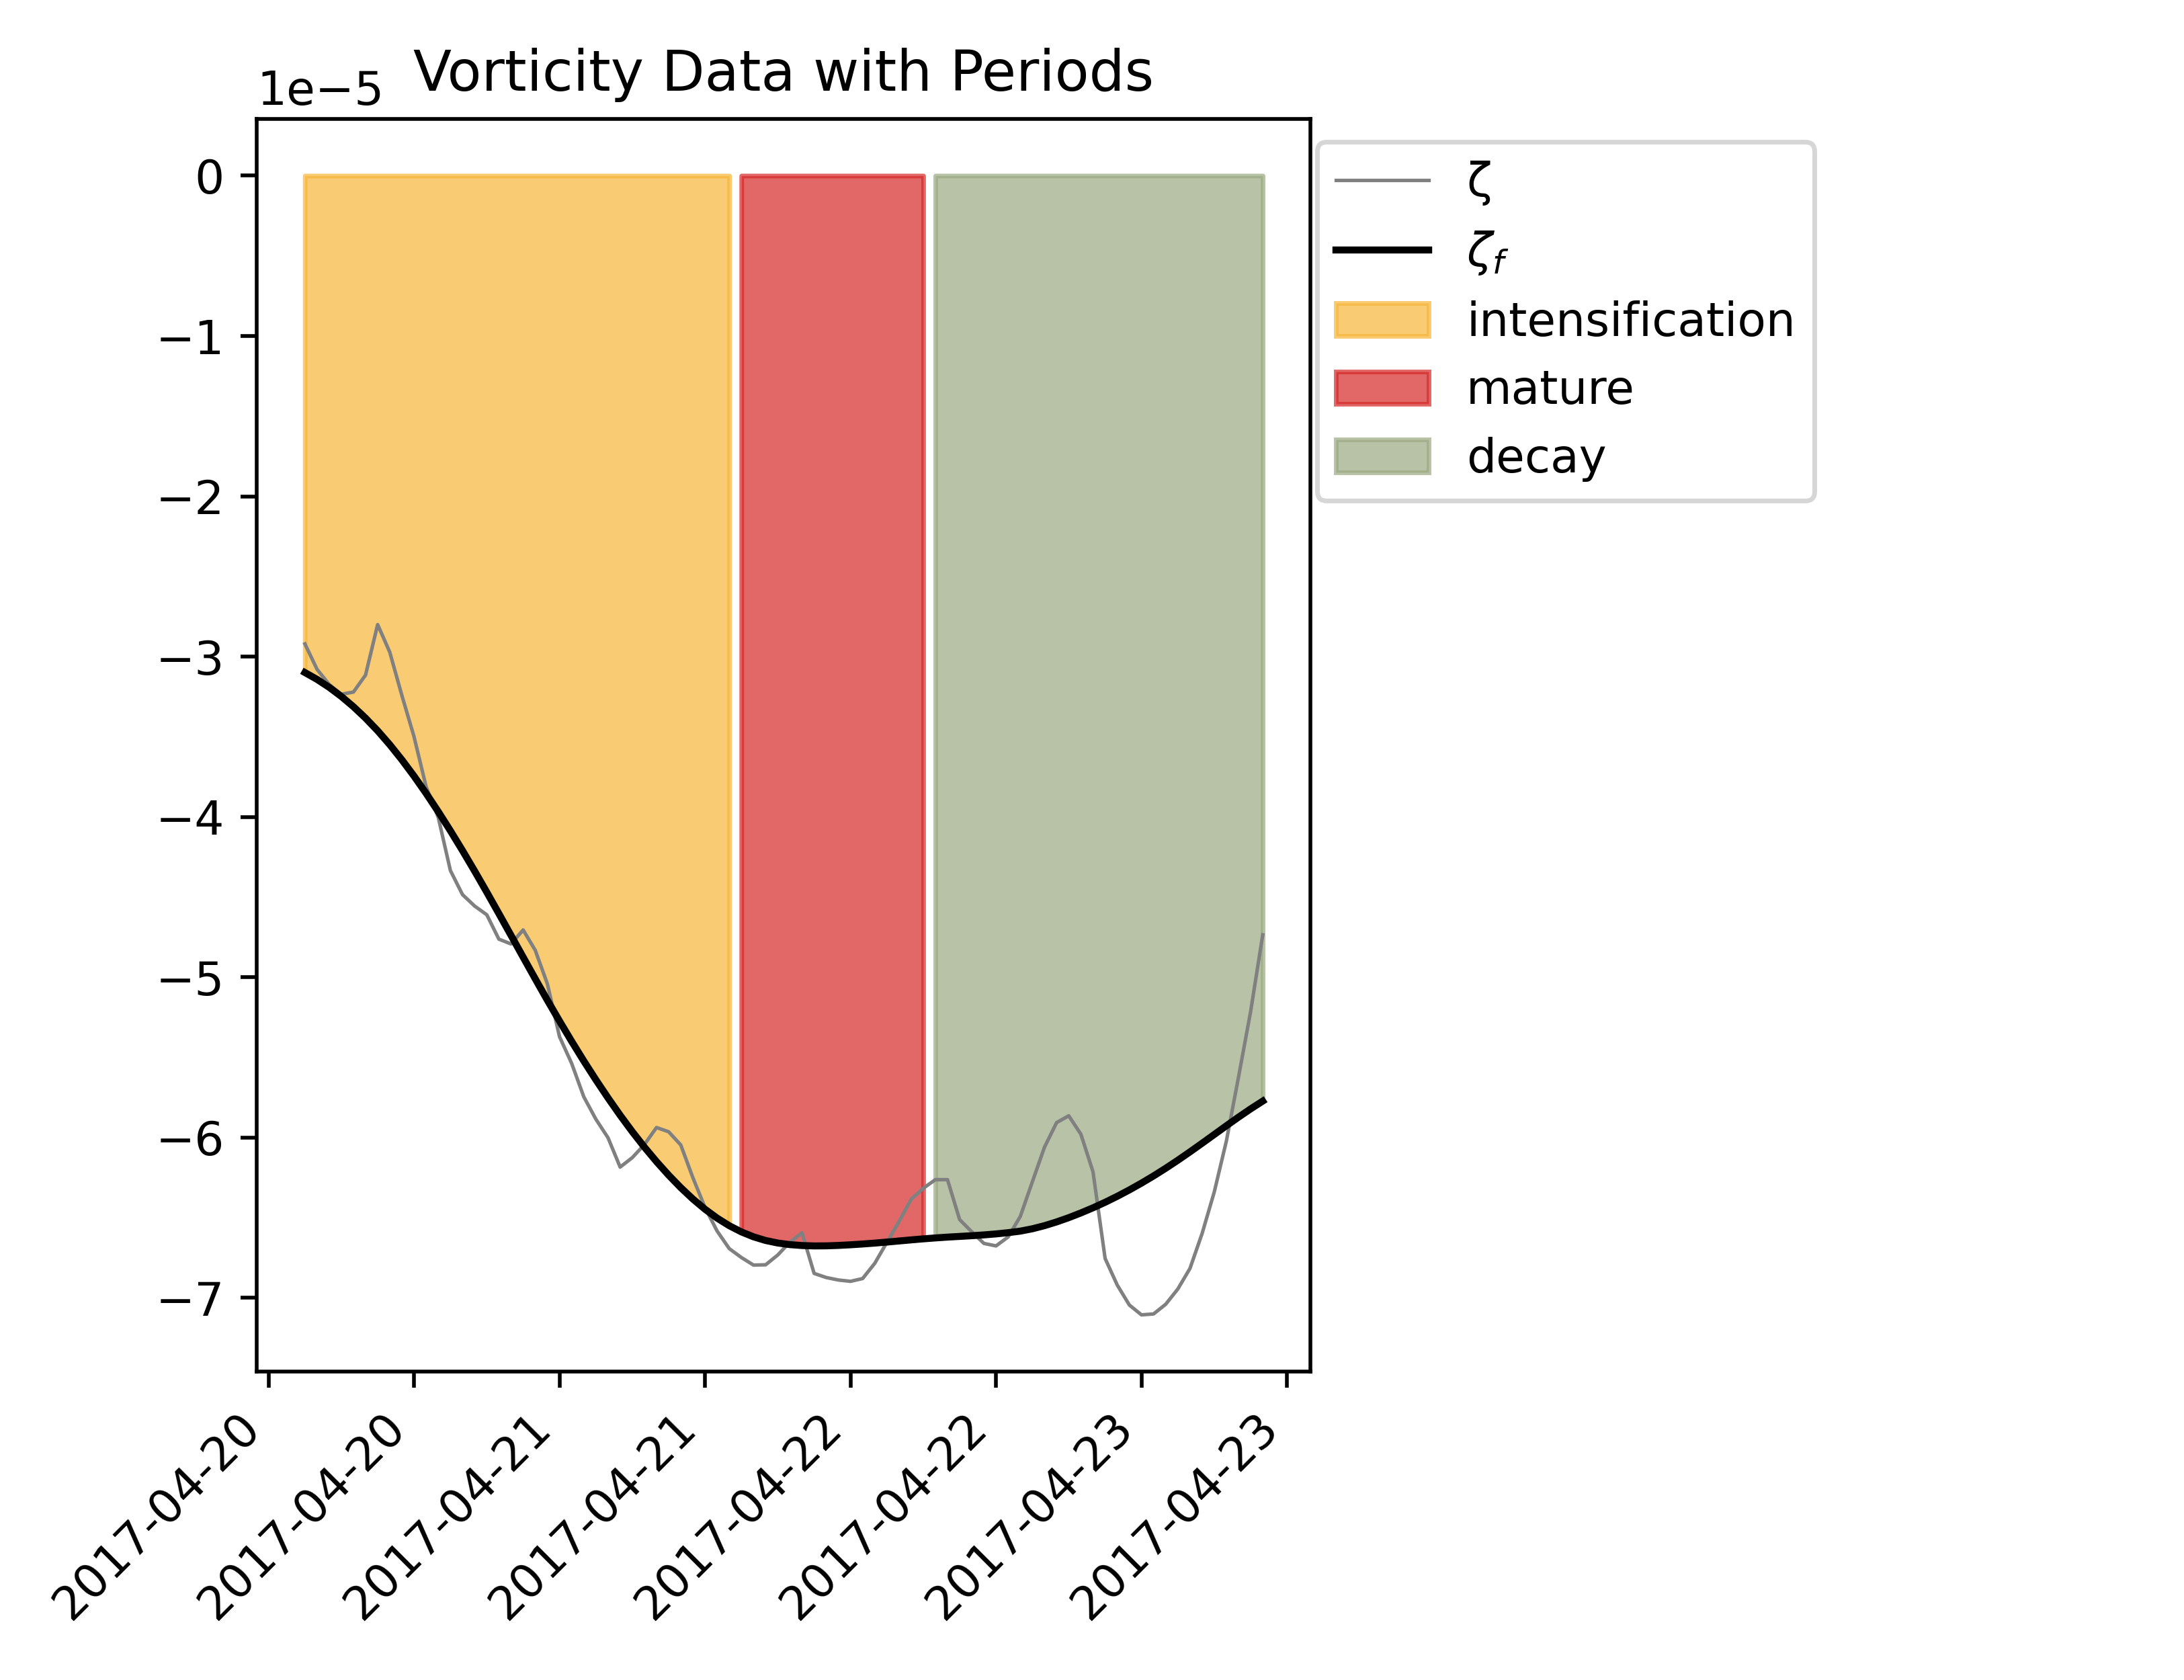 Vorticity Data with Periods
1e−5
0
−1
−2
−3
−4
−5
−6
−7
2017-04-20
2017-04-20
2017-04-21
2017-04-21
2017-04-22
2017-04-22
2017-04-23
2017-04-23
ζ
ζf
intensification
mature
decay